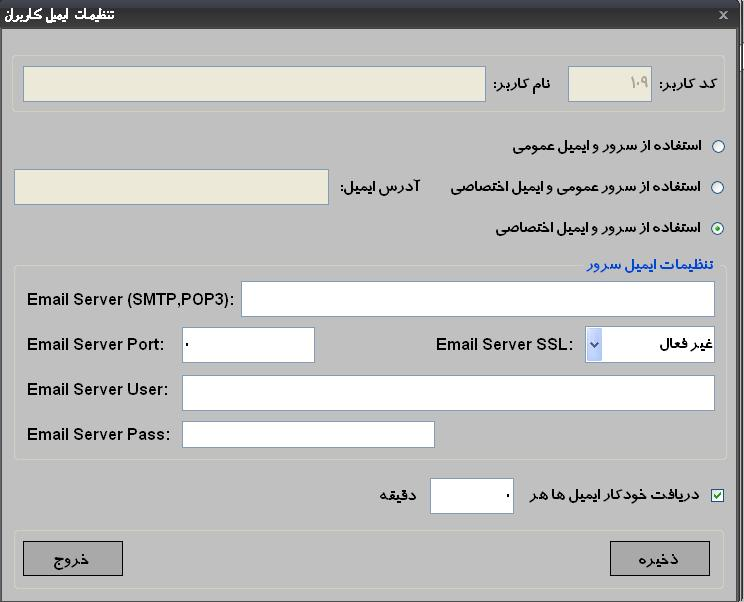 تنظیمات ایمیل کاربران
کد کاربر: ۱۰۹ نام کاربر:
استفاده از سرور و ایمیل عمومی
استفاده از سرور عمومی و ایمیل اختصاصی آدرس ایمیل:
استفاده از سرور و ایمیل اختصاصی
تنظیمات ایمیل سرور
Email Server (SMTP,POP3):
Email Server Port: ۰ Email Server SSL: غیر فعال
Email Server User:
Email Server Pass:
دریافت خودکار ایمیل ها هر ۰ دقیقه
ذخیره خروج